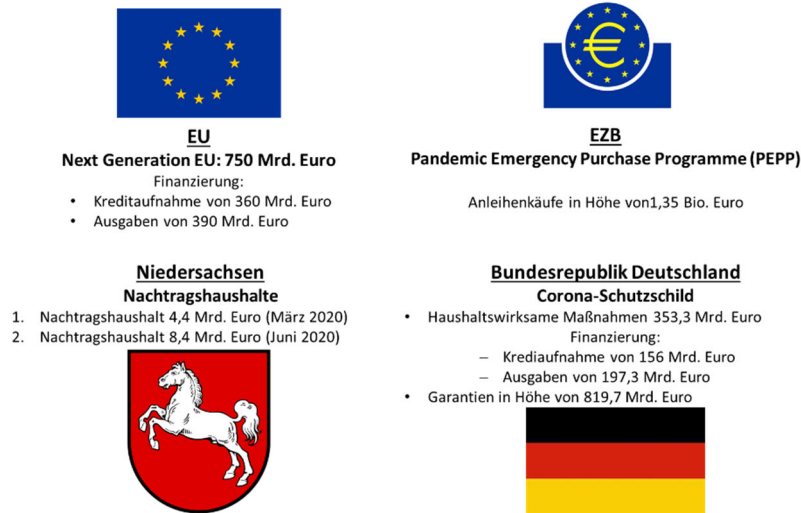 EU
Next Generation EU: 750 Mrd. Euro
Finanzierung:
• Kreditaufnahme von 360 Mrd. Euro
• Ausgaben von 390 Mrd. Euro
€
EZB
Pandemic Emergency Purchase Programme (PEPP)
Anleihenkäufe in Höhe von1,35 Bio. Euro
Niedersachsen
Nachtragshaushalte
1. Nachtragshaushalt 4,4 Mrd. Euro (März 2020)
2. Nachtragshaushalt 8,4 Mrd. Euro (Juni 2020)
Bundesrepublik Deutschland
Corona-Schutzschild
• Haushaltswirksame Maßnahmen 353,3 Mrd. Euro
Finanzierung:
– Krediaufnahme von 156 Mrd. Euro
– Ausgaben von 197,3 Mrd. Euro
• Garantien in Höhe von 819,7 Mrd. Euro